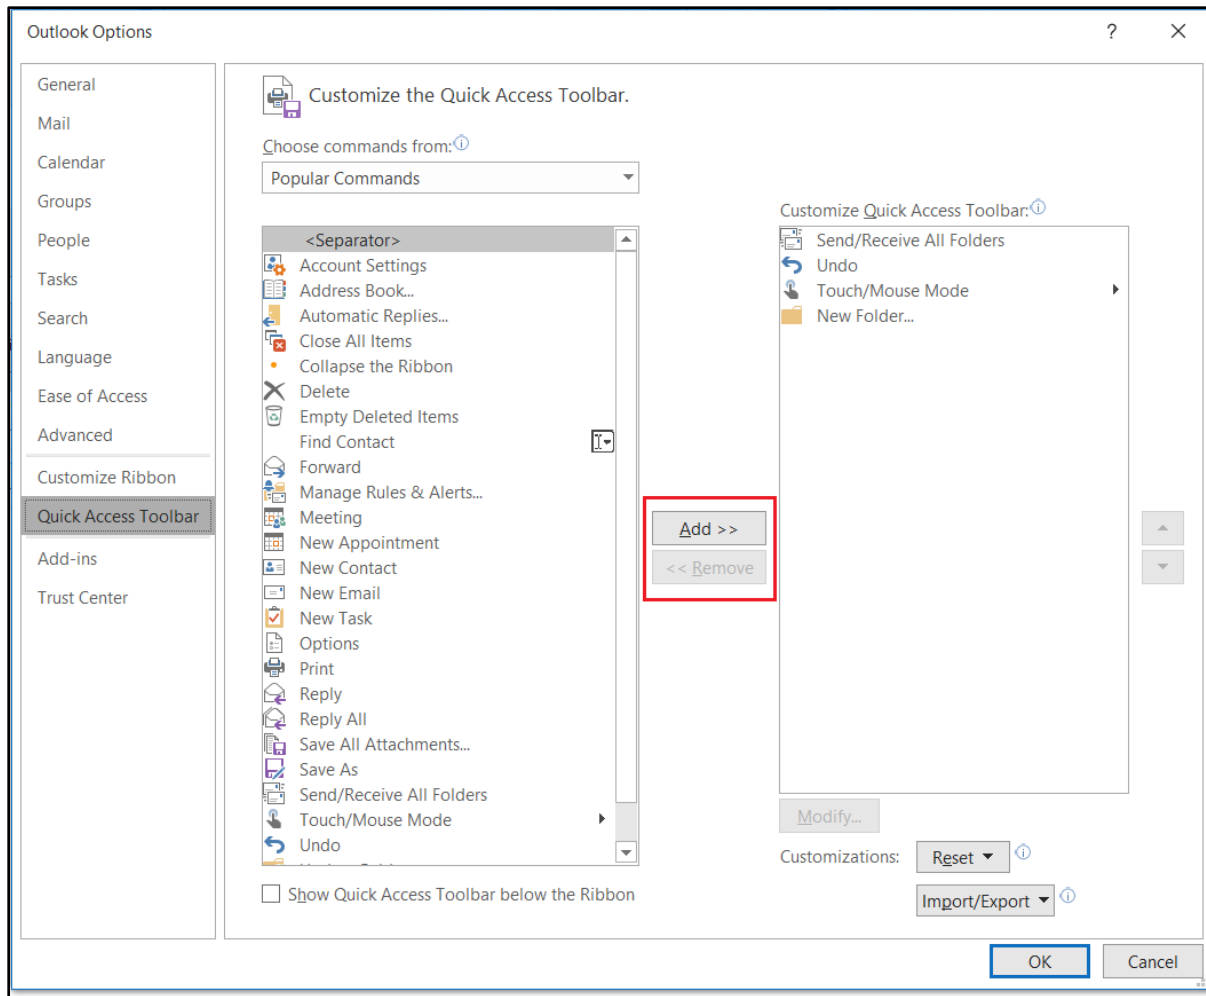 Outlook Options
?
General
Mail
Calendar
Groups
People
Tasks
Search
Language
Ease of Access
Advanced
Customize Ribbon
Quick Access Toolbar
Add-ins
Trust Center
Customize the Quick Access Toolbar.
Choose commands from:
Popular Commands
<Separator>
Account Settings
Address Book...
Automatic Replies...
Close All Items
Collapse the Ribbon
Delete
Empty Deleted Items
Find Contact
Forward
Manage Rules & Alerts...
Meeting
New Appointment
New Contact
New Email
New Task
Options
Print
Reply
Reply All
Save All Attachments...
Save As
Send/Receive All Folders
Touch/Mouse Mode
Undo
Show Quick Access Toolbar below the Ribbon
Add >>
<< Remove
Customize Quick Access Toolbar:
Send/Receive All Folders
Undo
Touch/Mouse Mode
New Folder...
Modify...
Customizations:
Reset
Import/Export
OK
Cancel